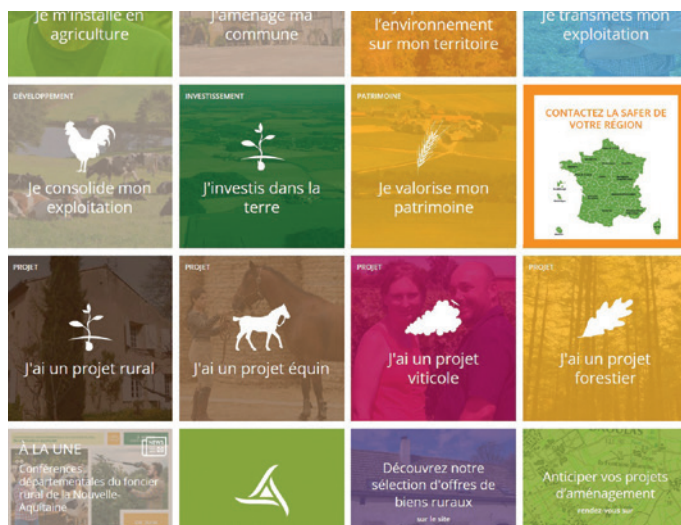 Je m'installe en
agriculture
J'aménage ma
commune
l'environnement
sur mon territoire
Je transmets mon
exploitation
DÉVELOPPEMENT
Je consolide mon
exploitation
INVESTISSEMENT
J'investis dans la
terre
PATRIMOINE
Je valorise mon
patrimoine
CONTACTEZ LA SAFER DE
VOTRE RÉGION
PROJET
J'ai un projet rural
PROJET
J'ai un projet équin
PROJET
J'ai un projet
viticole
PROJET
J'ai un projet
forestier
À LA UNE
NEWS
Conférences
départementales du foncier
rural de la Nouvelle-
Aquitaine
Découvrez notre
sélection d'offres de
biens ruraux
sur le site
Anticiper vos projets
d'aménagement
rendez-vous sur